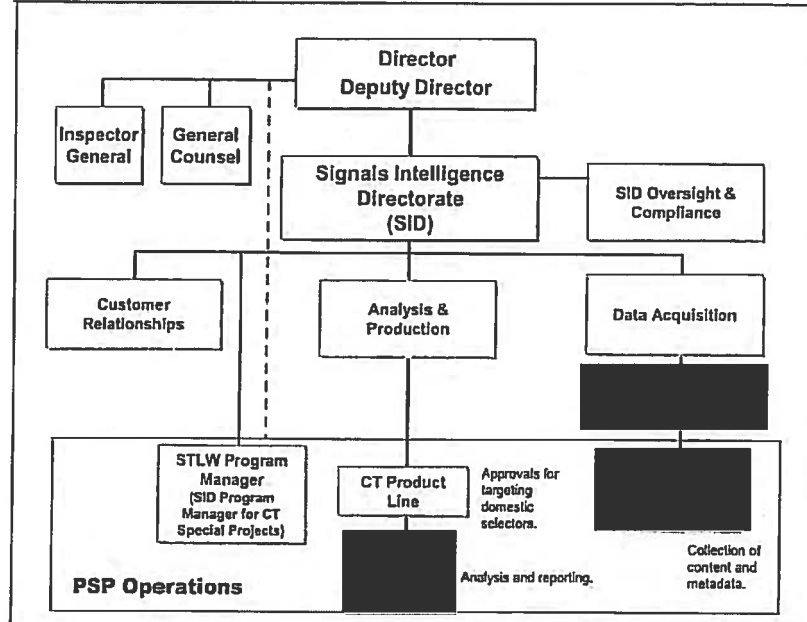 Director
Deputy Director
Inspector
General
General
Counsel
Signals Intelligence
Directorate
(SID)
SID Oversight &
Compliance
Customer
Relationships
Analysis &
Production
Data Acquisition
STLW Program
Manager
(SID Program
Manager for CT
Special Projects)
CT Product
Line
Approvals for
targeting
domestic
selectors.
Analysis and reporting.
Collection of
content and
metadata.
PSP Operations